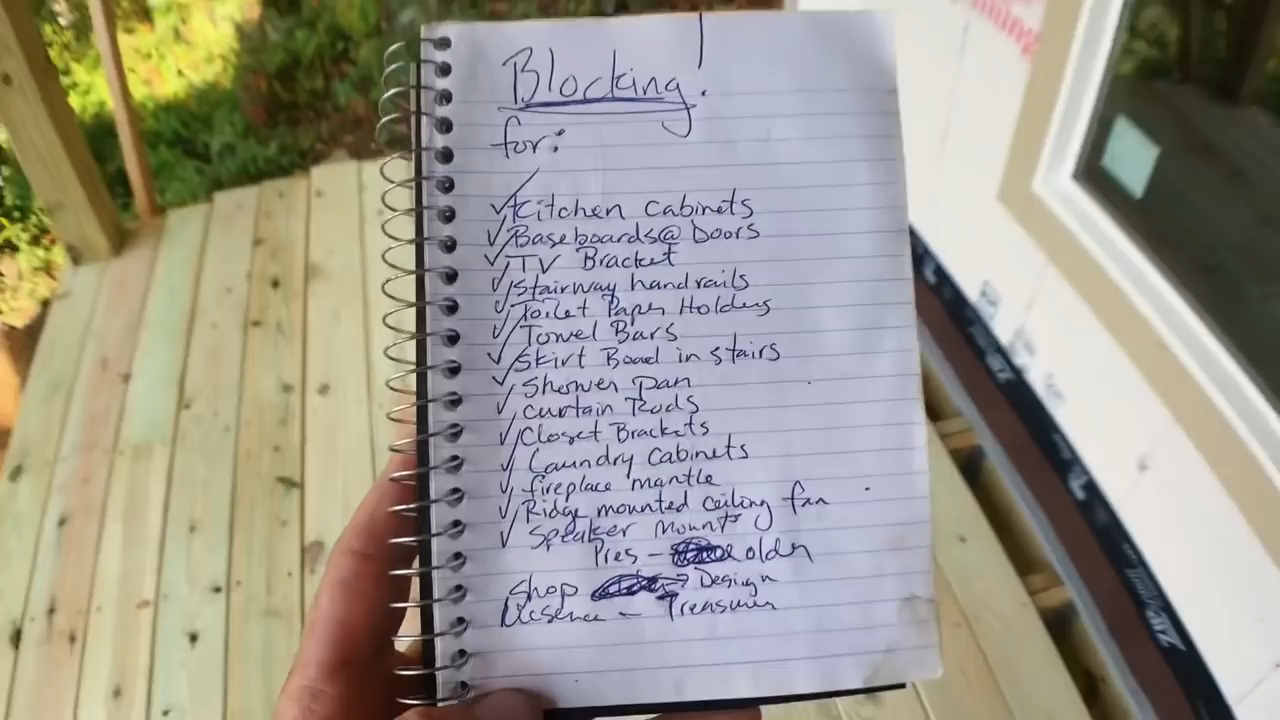 Blocking!
for:
Kitchen cabinets
Baseboards@ Doors
TV Bracket
Stairway handrails
Toilet Paper Holders
Towel Bars
Skirt Board in stairs
Shower pan
curtain Rods
Closet Brackets
Laundry Cabinets
fireplace mantle
Ridge mounted ceiling fan
Speaker mounts
Pres - older
Shop → Design
- Treasurer